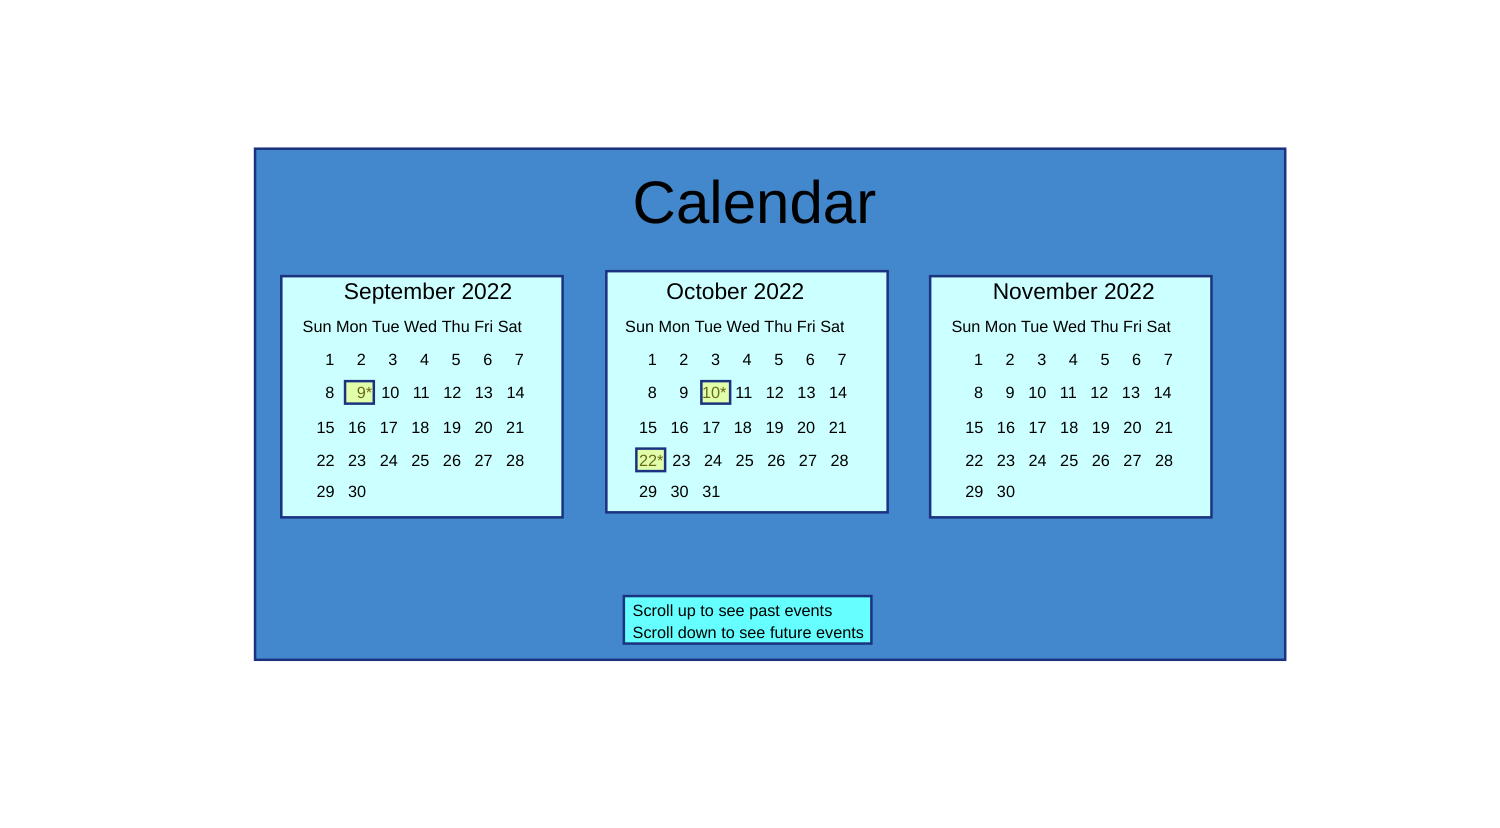 Calendar
September 2022
Sun Mon Tue Wed Thu Fri Sat
1 2 3 4 5 6 7
8 9* 10 11 12 13 14
15 16 17 18 19 20 21
22 23 24 25 26 27 28
29 30
October 2022
Sun Mon Tue Wed Thu Fri Sat
1 2 3 4 5 6 7
8 9 10* 11 12 13 14
15 16 17 18 19 20 21
22* 23 24 25 26 27 28
29 30 31
November 2022
Sun Mon Tue Wed Thu Fri Sat
1 2 3 4 5 6 7
8 9 10 11 12 13 14
15 16 17 18 19 20 21
22 23 24 25 26 27 28
29 30
Scroll up to see past events
Scroll down to see future events